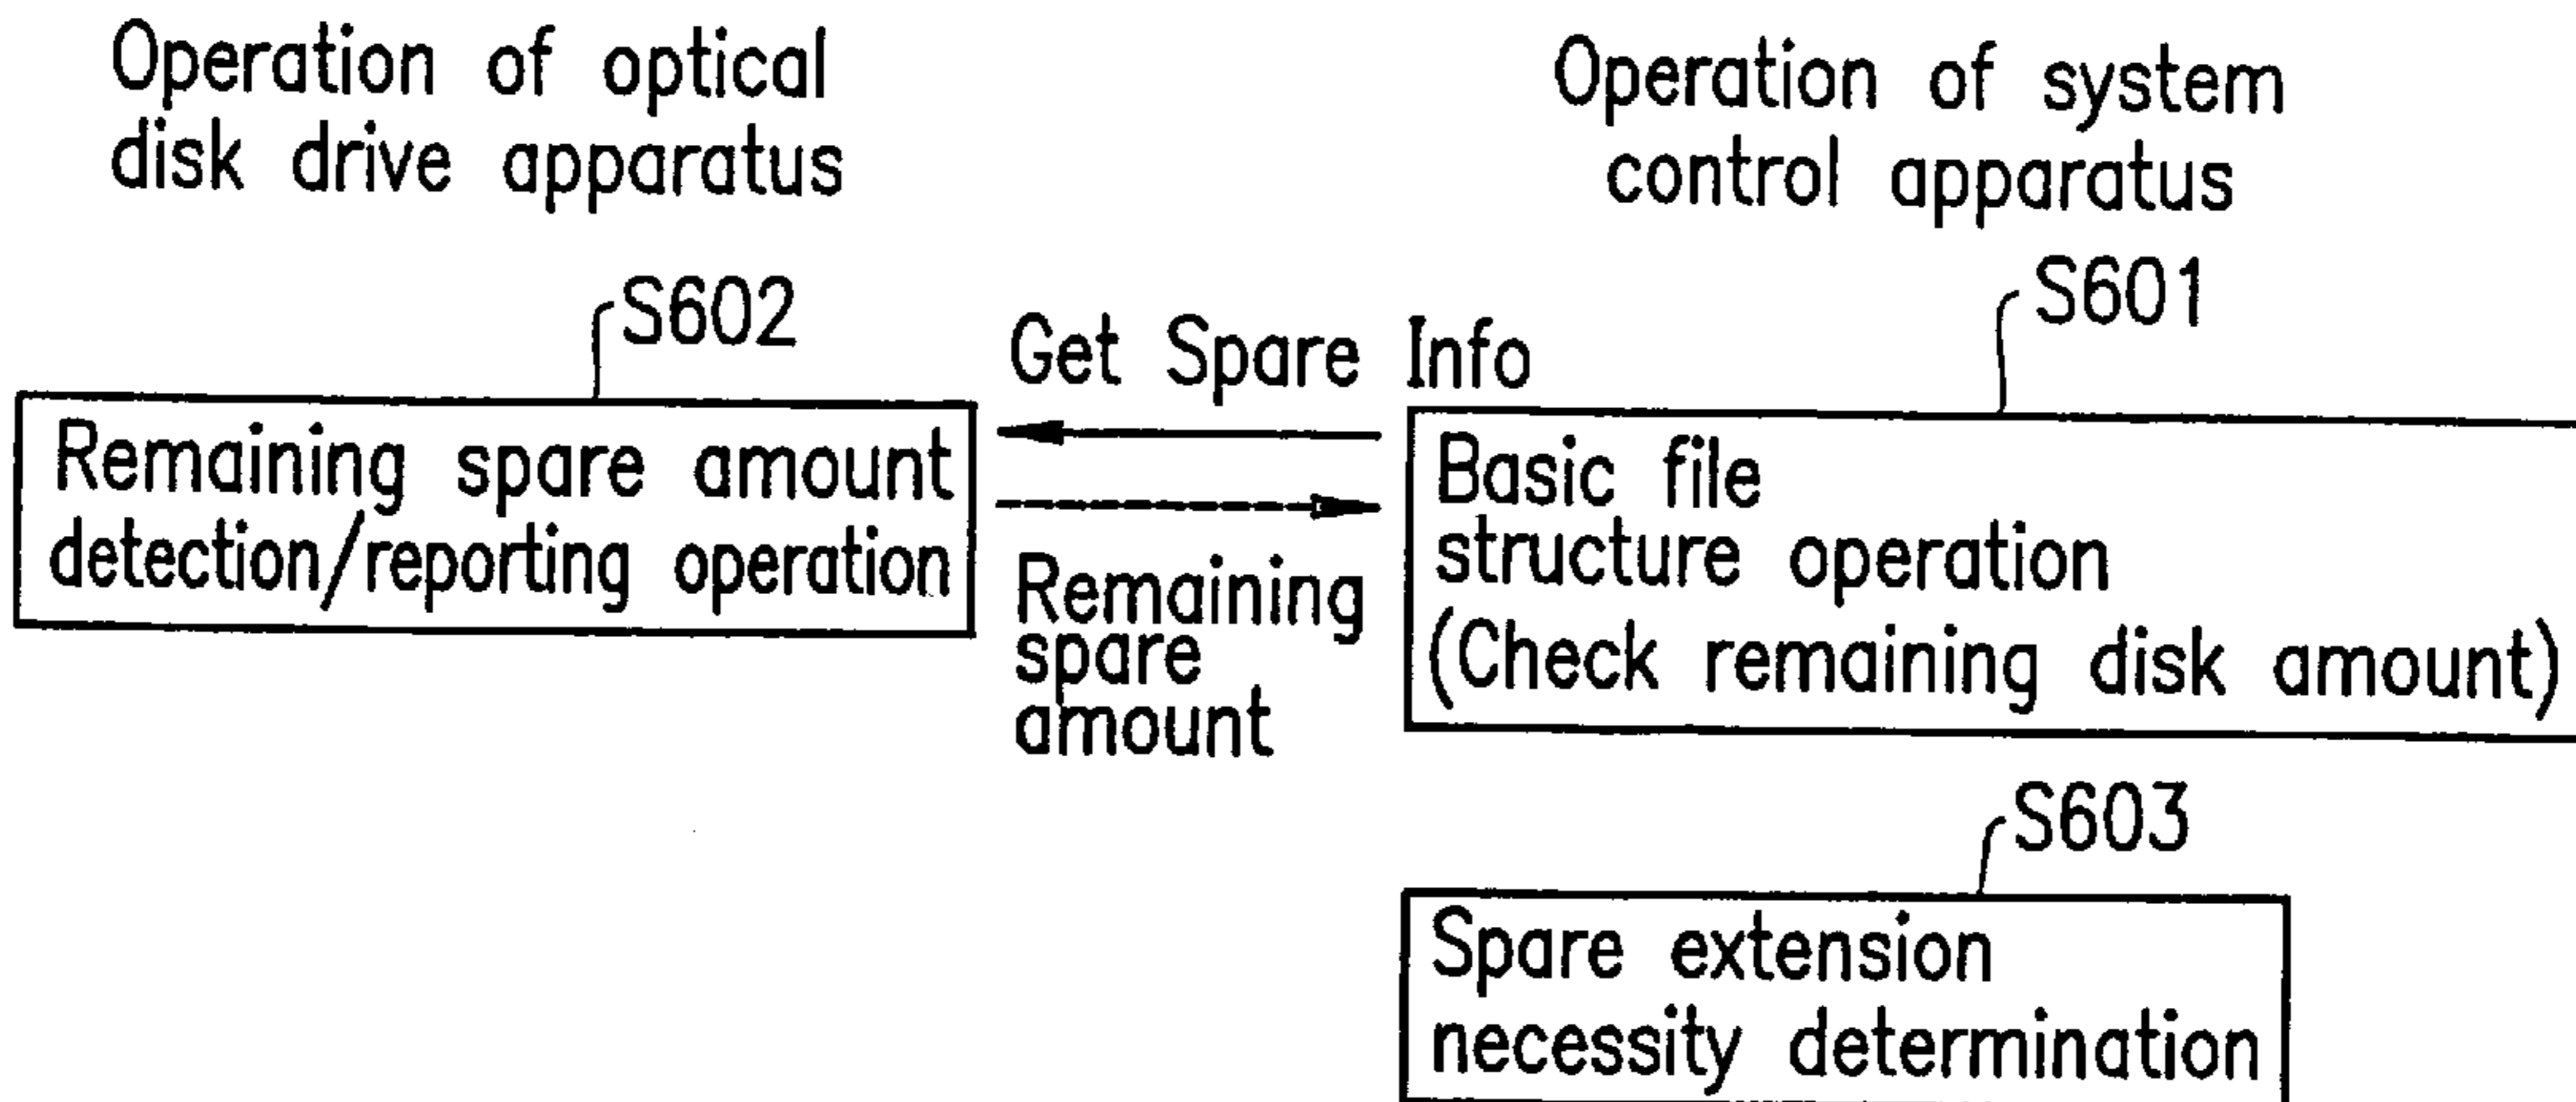 Operation of optical
disk drive apparatus
Operation of system
control apparatus
S602
S601
Get Spare Info
Remaining spare amount
detection/reporting operation
Remaining
spare
amount
Basic file
structure operation
(Check remaining disk amount)
S603
Spare extension
necessity determination